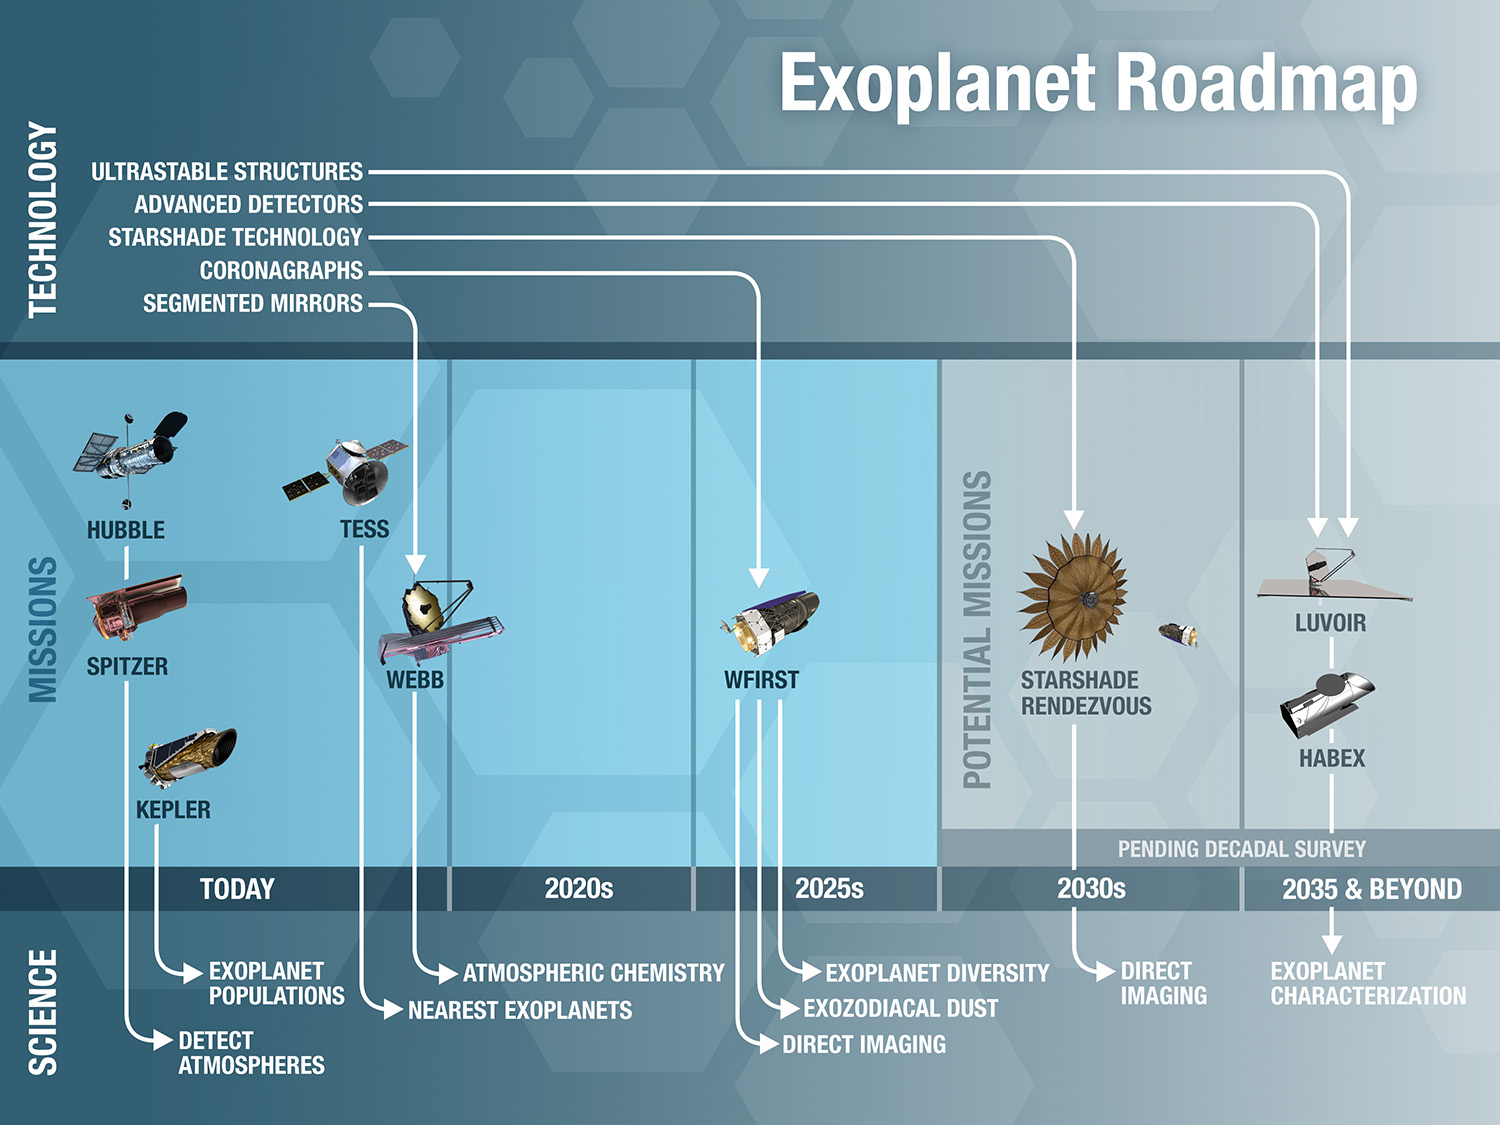 Exoplanet Roadmap
TECHNOLOGY
ULTRASTABLE STRUCTURES
ADVANCED DETECTORS
STARSHADE TECHNOLOGY
CORONAGRAPHS
SEGMENTED MIRRORS
MISSIONS
HUBBLE
SPITZER
KEPLER
TESS
WEBB
WFIRST
POTENTIAL MISSIONS
STARSHADE
RENDEZVOUS
LUVOIR
HABEX
PENDING DECADAL SURVEY
TODAY
2020s
2025s
2030s
2035 & BEYOND
SCIENCE
EXOPLANET
POPULATIONS
DETECT
ATMOSPHERES
ATMOSPHERIC CHEMISTRY
NEAREST EXOPLANETS
EXOPLANET DIVERSITY
EXOZODIACAL DUST
DIRECT IMAGING
DIRECT
IMAGING
EXOPLANET
CHARACTERIZATION